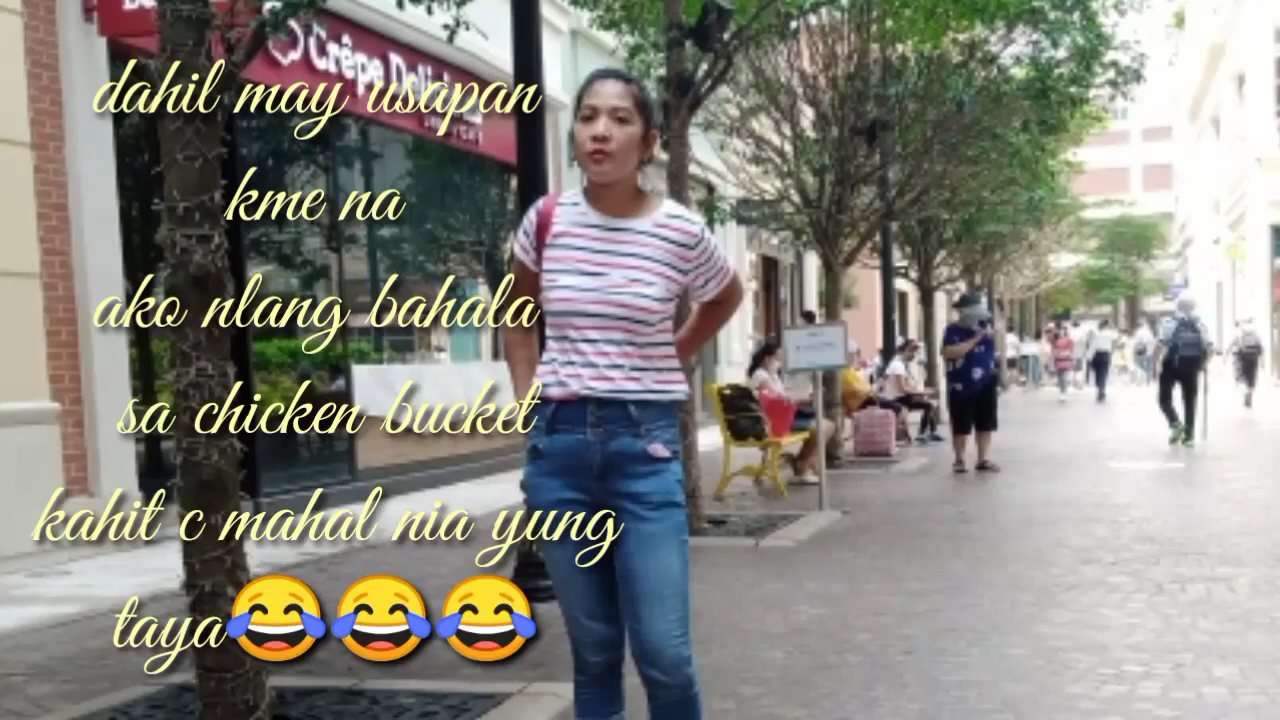 Crêpe
dahil may usapan
kme na
ako nlang bahala
sa chicken bucket
kahit c mahal nia yung
taya😂😂😂